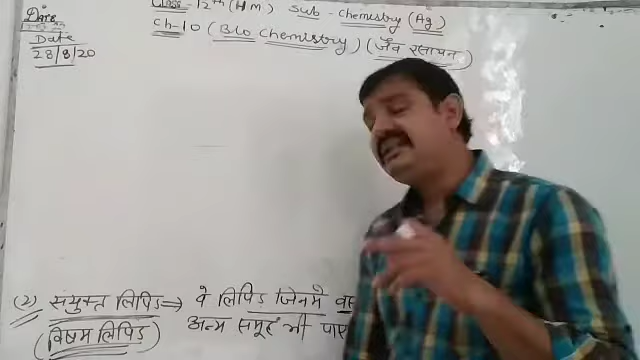 Class - 12th (HM) Sub - Chemistry (Ag)
Ch-10 (Bio Chemistry) (जैव रसायन)
Date
28/8/20
(2) संयुक्त लिपिड ⇒ वे लिपिड जिनमे
(विषम लिपिड) अन्य समूह भी